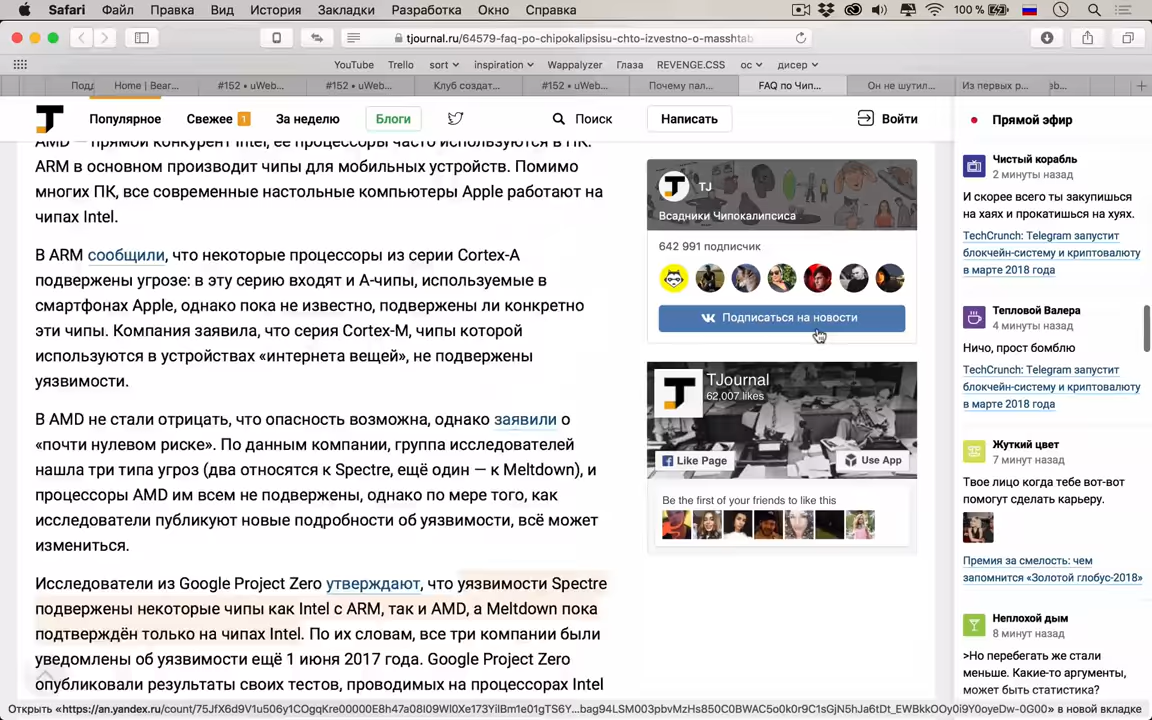 Safari Файл Правка Вид История Закладки Разработка Окно Справка
100 %
tjournal.ru/64579-faq-po-chipokalipsisu-chto-izvestno-o-masshtab
YouTube Trello sort inspiration Wappalyzer Глаза REVENGE.CSS ос дисер
Подд Home | Bear... #152 • uWeb... #152 • uWeb... Клуб создат... #152 • uWeb... Почему пал... FAQ по Чип... Он не шутил... Из первых р... eb...
Популярное Свежее 1 За неделю Блоги Поиск Написать Войти
Прямой эфир
AMD — прямой конкурент Intel, её процессоры часто используются в ПК.
ARM в основном производит чипы для мобильных устройств. Помимо
многих ПК, все современные настольные компьютеры Apple работают на
чипах Intel.
В ARM сообщили, что некоторые процессоры из серии Cortex-A
подвержены угрозе: в эту серию входят и A-чипы, используемые в
смартфонах Apple, однако пока не известно, подвержены ли конкретно
эти чипы. Компания заявила, что серия Cortex-M, чипы которой
используются в устройствах «интернета вещей», не подвержены
уязвимости.
В AMD не стали отрицать, что опасность возможна, однако заявили о
«почти нулевом риске». По данным компании, группа исследователей
нашла три типа угроз (два относятся к Spectre, ещё один — к Meltdown), и
процессоры AMD им всем не подвержены, однако по мере того, как
исследователи публикуют новые подробности об уязвимости, всё может
измениться.
Исследователи из Google Project Zero утверждают, что уязвимости Spectre
подвержены некоторые чипы как Intel с ARM, так и AMD, а Meltdown пока
подтверждён только на чипах Intel. По их словам, все три компании были
уведомлены об уязвимости ещё 1 июня 2017 года. Google Project Zero
опубликовали результаты своих тестов, проводимых на процессорах Intel
TJ
Всадники Чипокалипсиса
642 991 подписчик
Подписаться на новости
TJournal
62,007 likes
Like Page
Use App
Be the first of your friends to like this
Чистый корабль
2 минуты назад
И скорее всего ты закупишься
на хаях и прокатишься на хуях.
TechCrunch: Telegram запустит
блокчейн-систему и криптовалюту
в марте 2018 года
Тепловой Валера
4 минуты назад
Ничо, прост бомблю
TechCrunch: Telegram запустит
блокчейн-систему и криптовалюту
в марте 2018 года
Жуткий цвет
7 минут назад
Твое лицо когда тебе вот-вот
помогут сделать карьеру.
Премия за смелость: чем
запомнится «Золотой глобус-2018»
Неплохой дым
8 минут назад
>Но перебегать же стали
меньше. Какие-то аргументы,
может быть статистика?